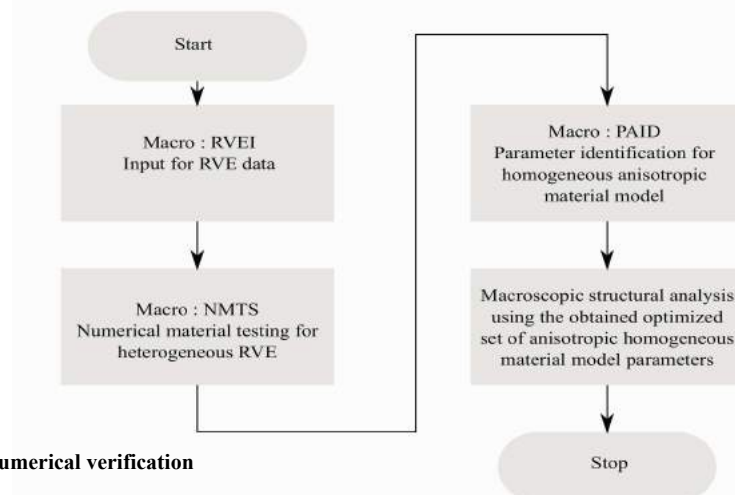 Start
Macro : RVEI
Input for RVE data
Macro : NMTS
Numerical material testing for
heterogeneous RVE
Macro : PAID
Parameter identification for
homogeneous anisotropic
material model
Macroscopic structural analysis
using the obtained optimized
set of anisotropic homogeneous
material model parameters
Stop
umerical verification